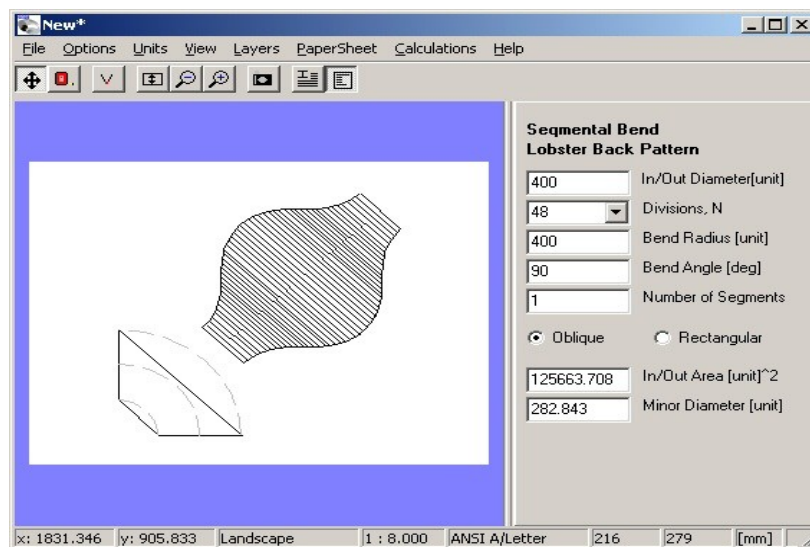 New*
File Options Units View Layers PaperSheet Calculations Help
Seqmental Bend
Lobster Back Pattern
400 In/Out Diameter[unit]
48 Divisions, N
400 Bend Radius [unit]
90 Bend Angle [deg]
1 Number of Segments
Oblique Rectangular
125663.708 In/Out Area [unit]^2
282.843 Minor Diameter [unit]
x: 1831.346 y: 905.833 Landscape 1 : 8.000 ANSI A/Letter 216 279 [mm]